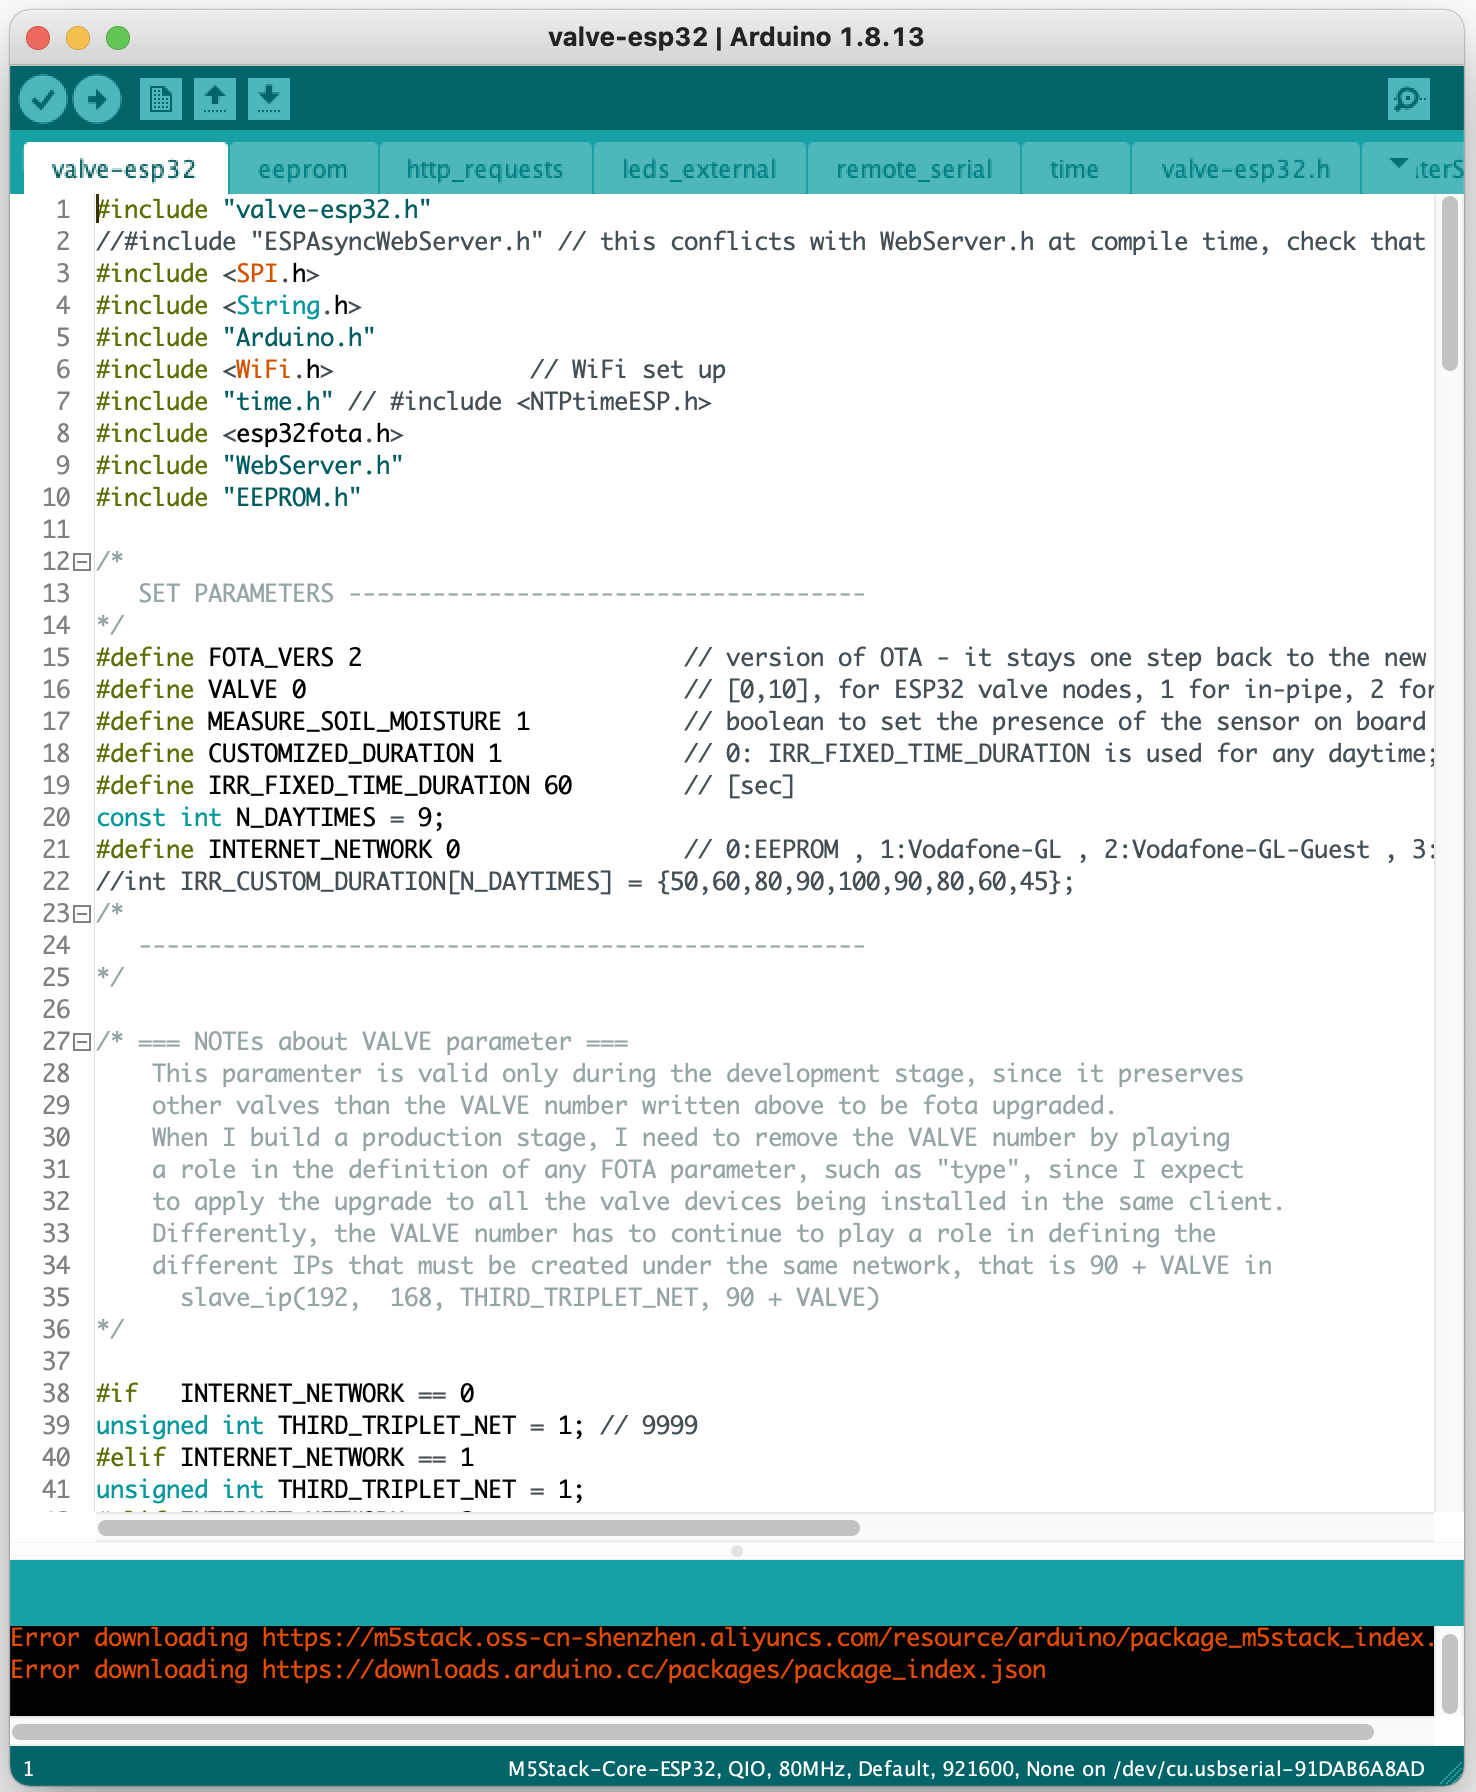 valve-esp32 | Arduino 1.8.13
valve-esp32 eeprom http_requests leds_external remote_serial time valve-esp32.h
1 #include "valve-esp32.h"
2 //#include "ESPAsyncWebServer.h" // this conflicts with WebServer.h at compile time, check that
3 #include <SPI.h>
4 #include <String.h>
5 #include "Arduino.h"
6 #include <WiFi.h>              // WiFi set up
7 #include "time.h" // #include <NTPtimeESP.h>
8 #include <esp32fota.h>
9 #include "WebServer.h"
10 #include "EEPROM.h"
11
12 /*
13    SET PARAMETERS -------------------------------------
14 */
15 #define FOTA_VERS 2                       // version of OTA - it stays one step back to the new
16 #define VALVE 0                           // [0,10], for ESP32 valve nodes, 1 for in-pipe, 2 for
17 #define MEASURE_SOIL_MOISTURE 1           // boolean to set the presence of the sensor on board
18 #define CUSTOMIZED_DURATION 1             // 0: IRR_FIXED_TIME_DURATION is used for any daytime;
19 #define IRR_FIXED_TIME_DURATION 60        // [sec]
20 const int N_DAYTIMES = 9;
21 #define INTERNET_NETWORK 0                // 0:EEPROM , 1:Vodafone-GL , 2:Vodafone-GL-Guest , 3:
22 //int IRR_CUSTOM_DURATION[N_DAYTIMES] = {50,60,80,90,100,90,80,60,45};
23 /*
24    ----------------------------------------------------
25 */
26
27 /* === NOTEs about VALVE parameter ===
28     This paramenter is valid only during the development stage, since it preserves
29     other valves than the VALVE number written above to be fota upgraded.
30     When I build a production stage, I need to remove the VALVE number by playing
31     a role in the definition of any FOTA parameter, such as "type", since I expect
32     to apply the upgrade to all the valve devices being installed in the same client.
33     Differently, the VALVE number has to continue to play a role in defining the
34     different IPs that must be created under the same network, that is 90 + VALVE in
35       slave_ip(192,  168, THIRD_TRIPLET_NET, 90 + VALVE)
36 */
37
38 #if   INTERNET_NETWORK == 0
39 unsigned int THIRD_TRIPLET_NET = 1; // 9999
40 #elif INTERNET_NETWORK == 1
41 unsigned int THIRD_TRIPLET_NET = 1;
Error downloading https://m5stack.oss-cn-shenzhen.aliyuncs.com/resource/arduino/package_m5stack_index.
Error downloading https://downloads.arduino.cc/packages/package_index.json
1 M5Stack-Core-ESP32, QIO, 80MHz, Default, 921600, None on /dev/cu.usbserial-91DAB6A8AD